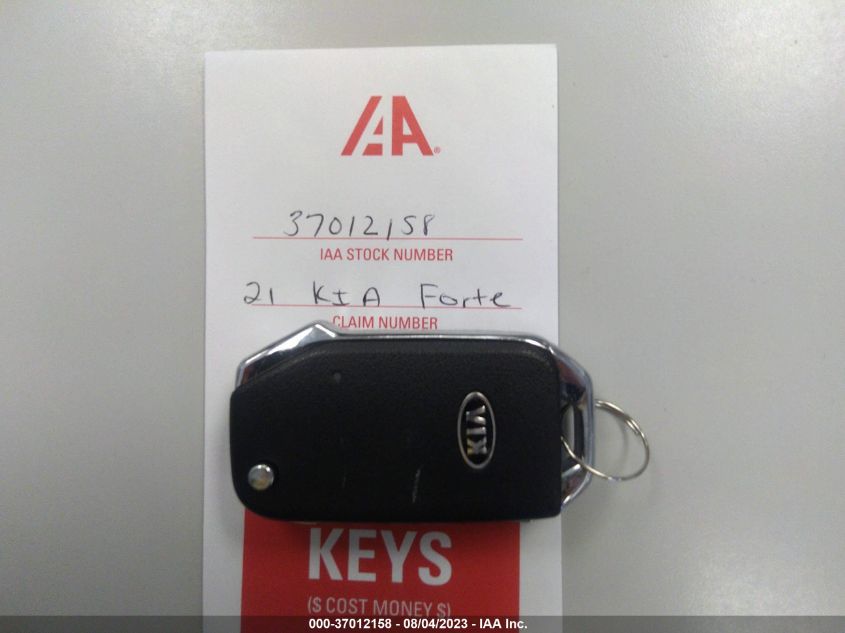 IAA®
37012158
IAA STOCK NUMBER
21 KIA Forte
CLAIM NUMBER
KIA
KEYS
($ COST MONEY $)
000-37012158 - 08/04/2023 - IAA Inc.